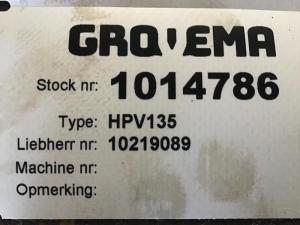 GROVEMA
Stock nr: 1014786
Type: HPV135
Liebherr nr: 10219089
Machine nr:
Opmerking: